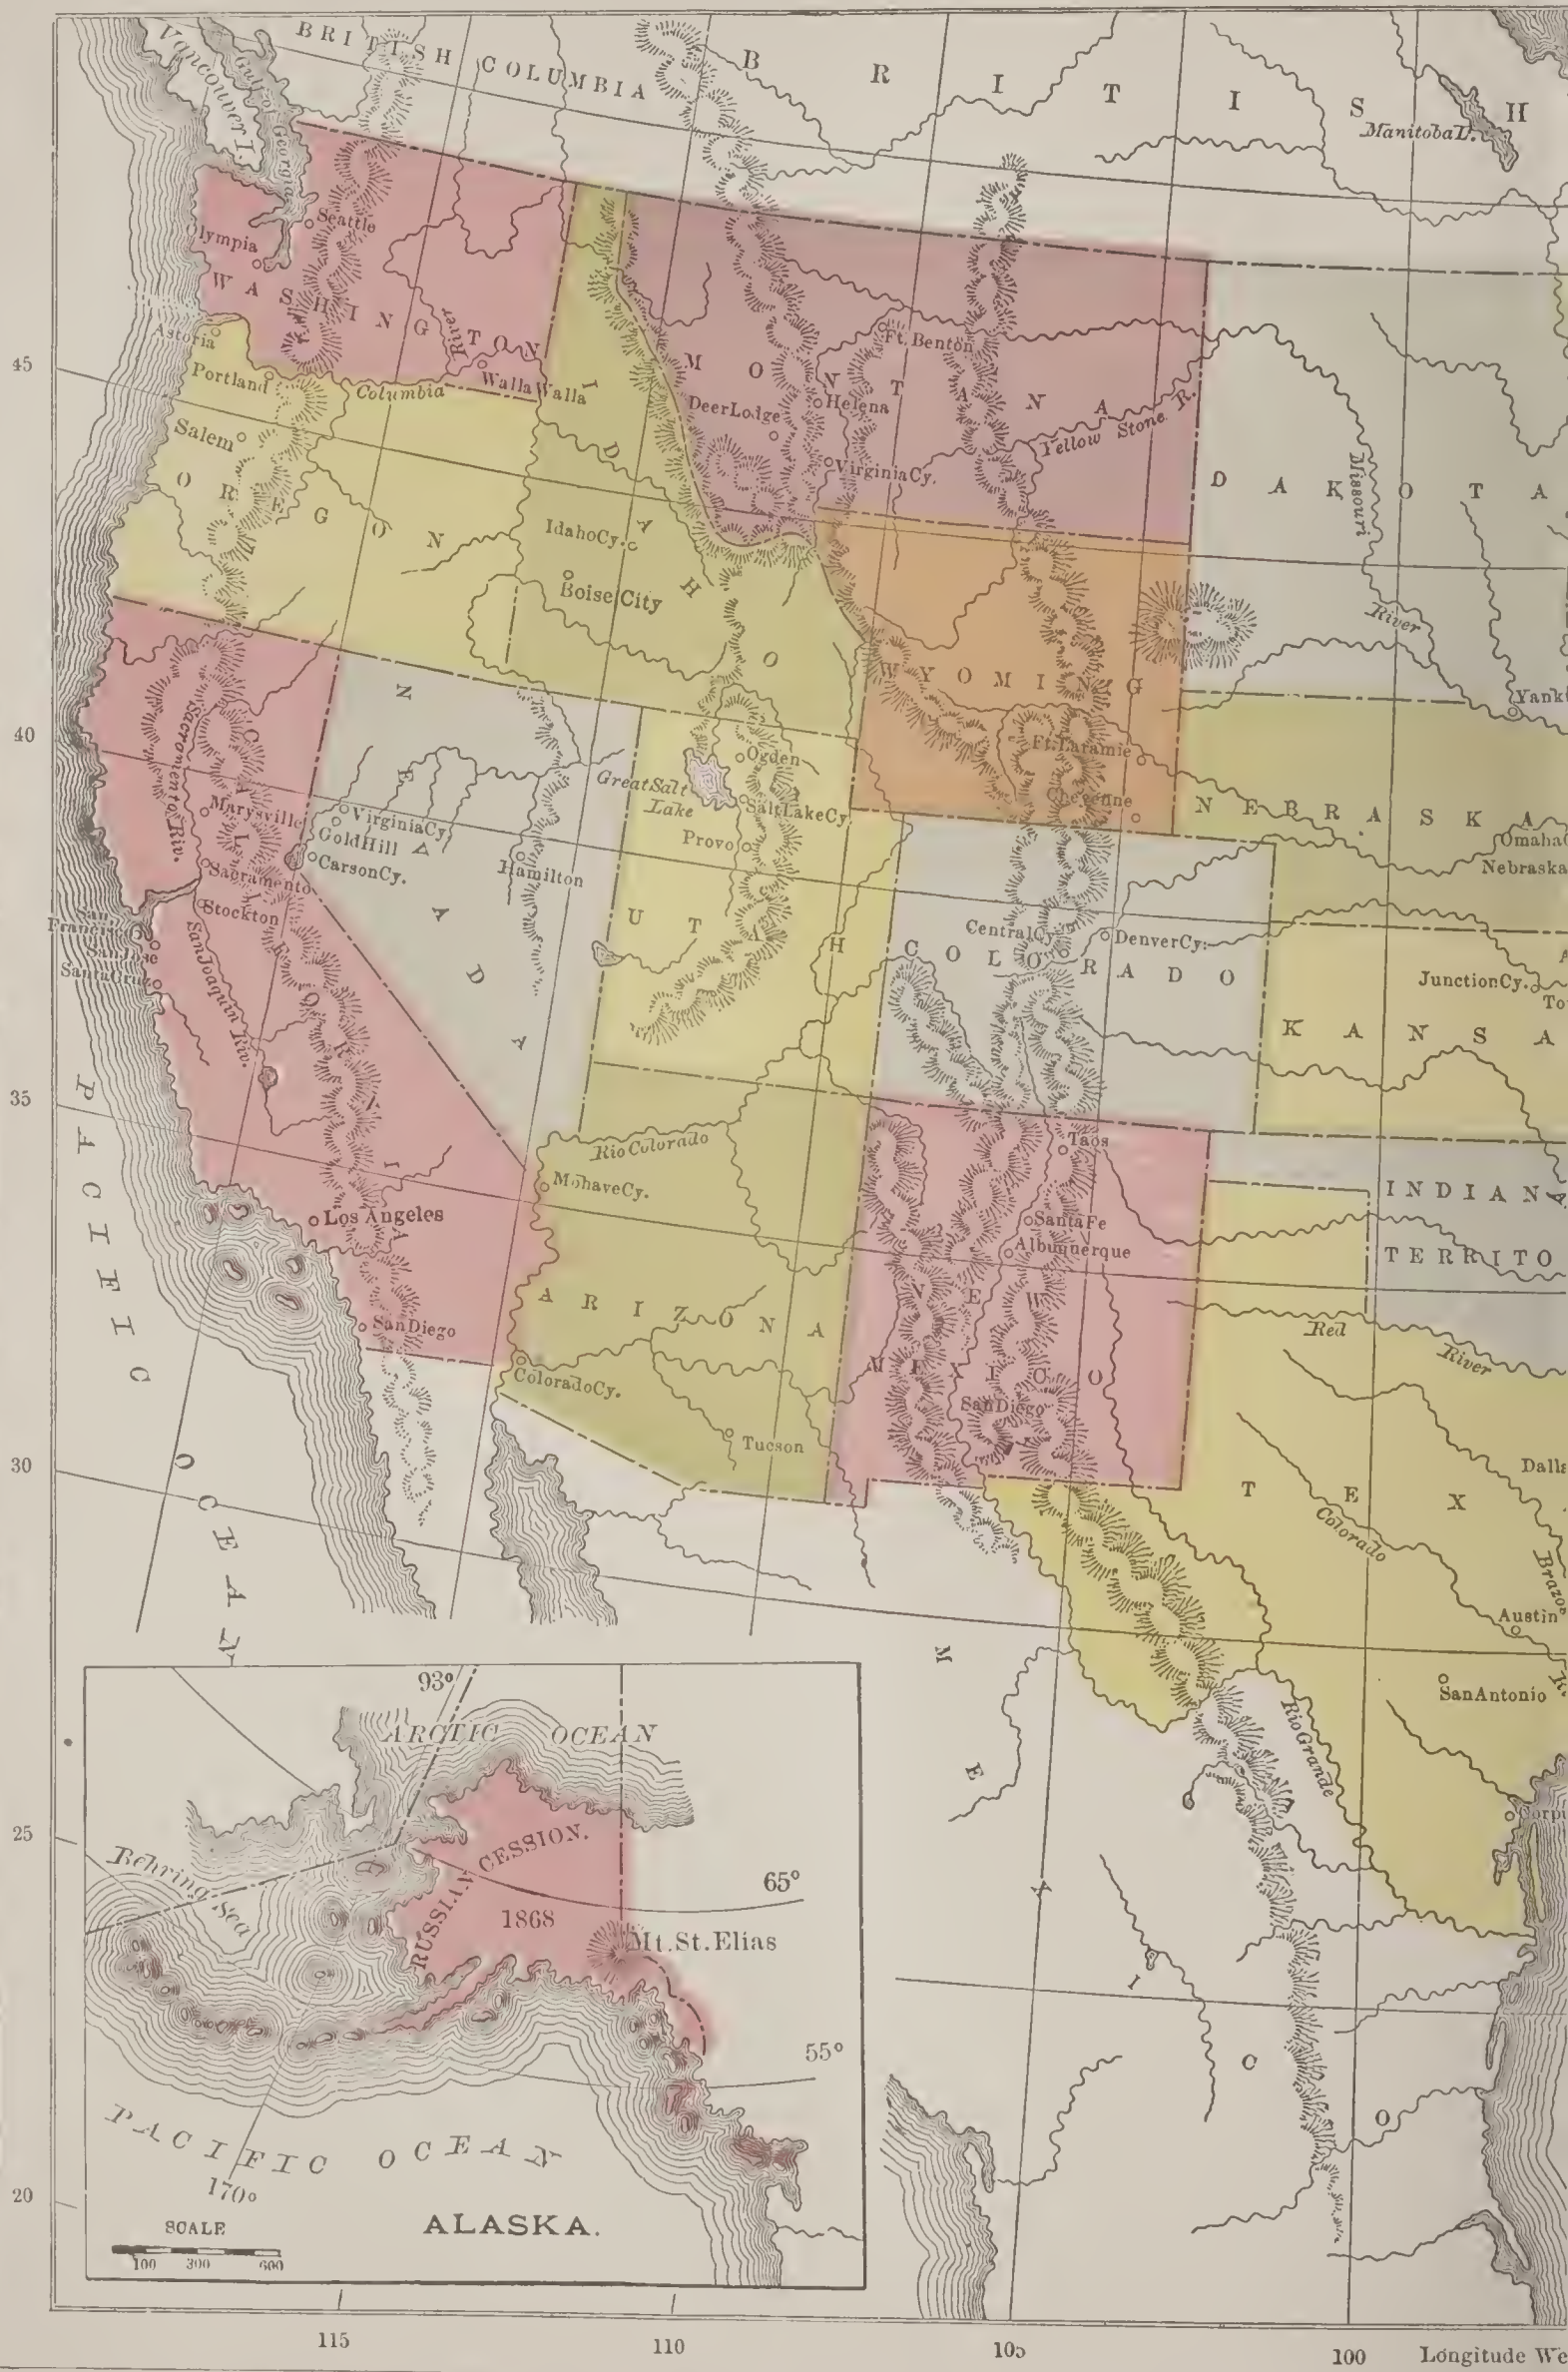 BRITISH COLUMBIA
BRITISH
Vancouver I.
Gulf of Georgia
Manitoba L.
Seattle
Olympia
WASHINGTON
River
Astoria
Walla Walla
45
Portland
Columbia
Salem
OREGON
IDAHO
Idaho Cy.
Boise City
MONTANA
Ft. Benton
Deer Lodge
Helena
Virginia Cy.
Yellow Stone R.
DAKOTA
Missouri
River
Yank
WYOMING
Ft. Laramie
Cheyenne
40
Sacramento Riv.
Marysville
Sacramento
Stockton
San Francisco
San Jose
Santa Cruz
San Joaquin Riv.
CALIFORNIA
NEVADA
Virginia Cy.
Gold Hill
Carson Cy.
Hamilton
Great Salt
Lake
Ogden
Salt Lake Cy
Provo
UTAH
NEBRASKA
Omaha C
Nebraska
Central Cy.
Denver Cy.
COLORADO
Junction Cy.
To
KANSA
35
Rio Colorado
Mohave Cy.
Los Angeles
San Diego
ARIZONA
Colorado Cy.
Tucson
Taos
Santa Fe
Albuquerque
NEW
MEXICO
San Diego
INDIAN
TERRITO
Red
River
PACIFIC
OCEAN
30
TEX
Dalla
Colorado
Brazos
Austin
San Antonio
Rio Grande
Corpu
MEXICO
25
20
93°
ARCTIC OCEAN
Behring Sea
RUSSIAN CESSION.
1868
65°
Mt. St. Elias
55°
PACIFIC OCEAN
170°
SCALE
100 300 600
ALASKA.
115
110
105
100
Longitude We